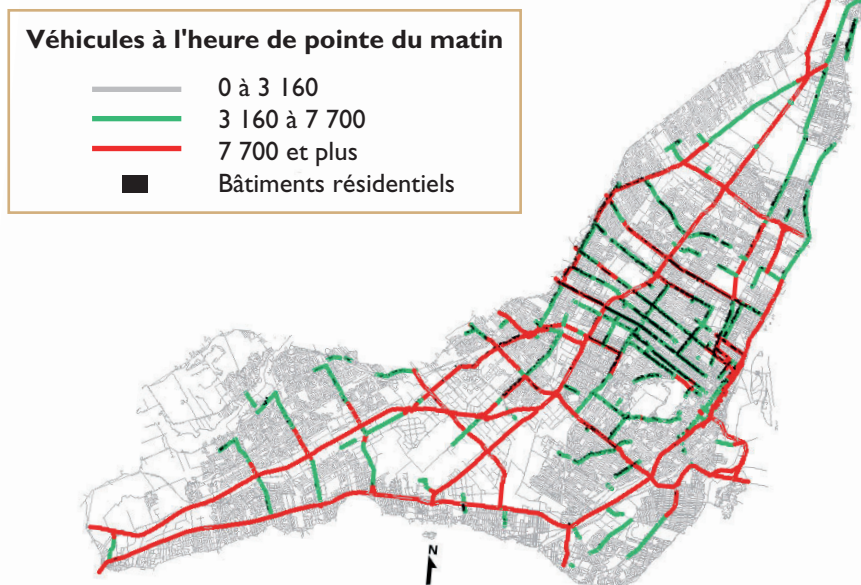 Véhicules à l'heure de pointe du matin
0 à 3 160
3 160 à 7 700
7 700 et plus
Bâtiments résidentiels
N